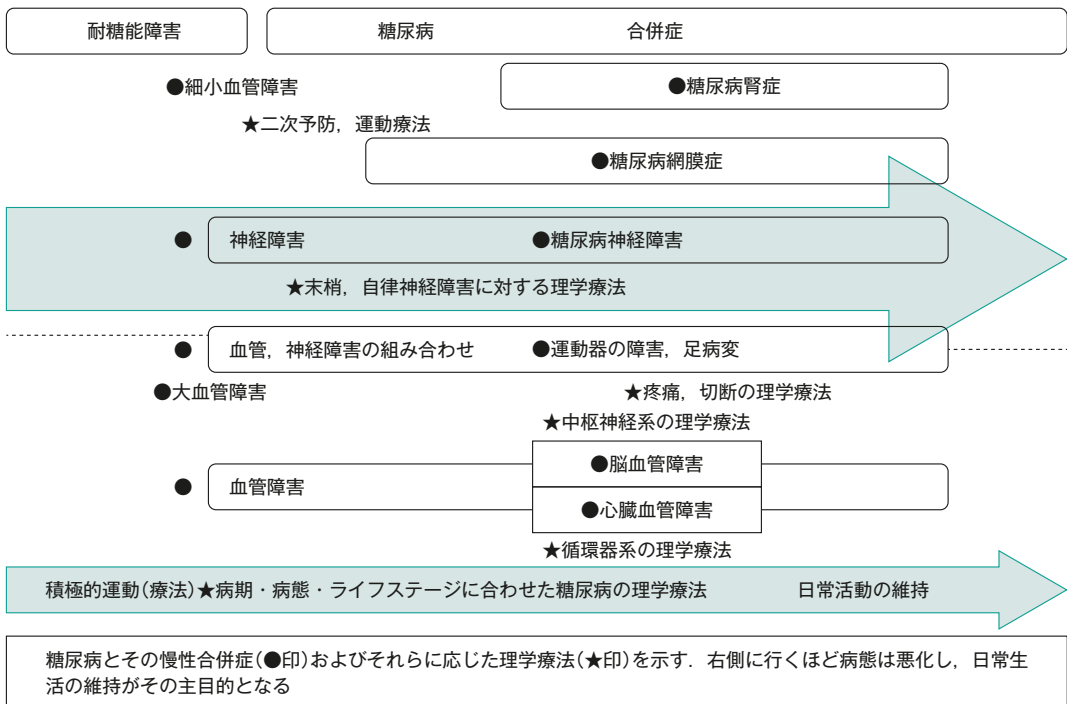 耐糖能障害
糖尿病
合併症
●細小血管障害
●糖尿病腎症
★二次予防，運動療法
●糖尿病網膜症
●
神経障害
●糖尿病神経障害
★末梢，自律神経障害に対する理学療法
●
血管，神経障害の組み合わせ
●運動器の障害，足病変
●大血管障害
★疼痛，切断の理学療法
★中枢神経系の理学療法
●脳血管障害
●
血管障害
●心臓血管障害
★循環器系の理学療法
積極的運動(療法)★病期・病態・ライフステージに合わせた糖尿病の理学療法
日常活動の維持
糖尿病とその慢性合併症(●印)およびそれらに応じた理学療法(★印)を示す．右側に行くほど病態は悪化し，日常生
活の維持がその主目的となる